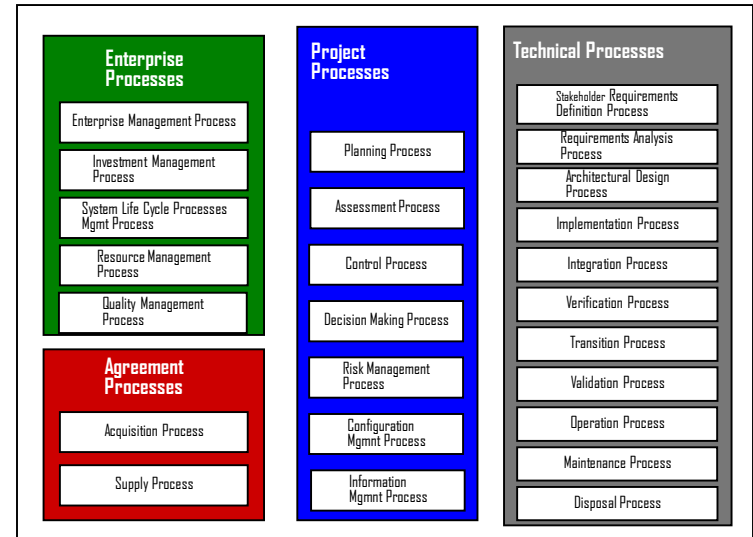 Enterprise
Processes
Enterprise Management Process
Investment Management
Process
System Life Cycle Processes
Mgmt Process
Resource Management
Process
Quality Management
Process
Agreement
Processes
Acquisition Process
Supply Process
Project
Processes
Planning Process
Assessment Process
Control Process
Decision Making Process
Risk Management
Process
Configuration
Mgmnt Process
Information
Mgmnt Process
Technical Processes
Stakeholder Requirements
Definition Process
Requirements Analysis
Process
Architectural Design
Process
Implementation Process
Integration Process
Verification Process
Transition Process
Validation Process
Operation Process
Maintenance Process
Disposal Process